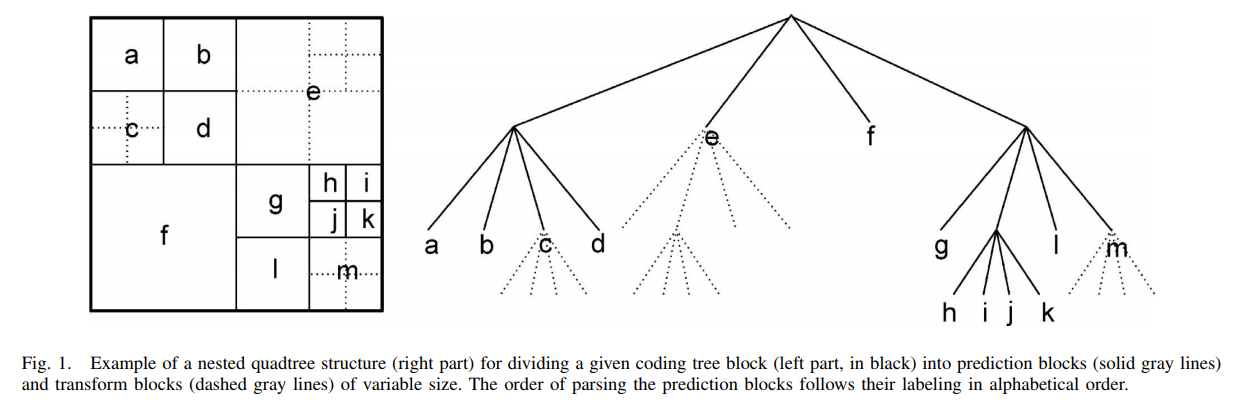 a b
e
c d
h i
g
j k
f
l m
e f
a b c d
g l m
h i j k
Fig. 1. Example of a nested quadtree structure (right part) for dividing a given coding tree block (left part, in black) into prediction blocks (solid gray lines)
and transform blocks (dashed gray lines) of variable size. The order of parsing the prediction blocks follows their labeling in alphabetical order.